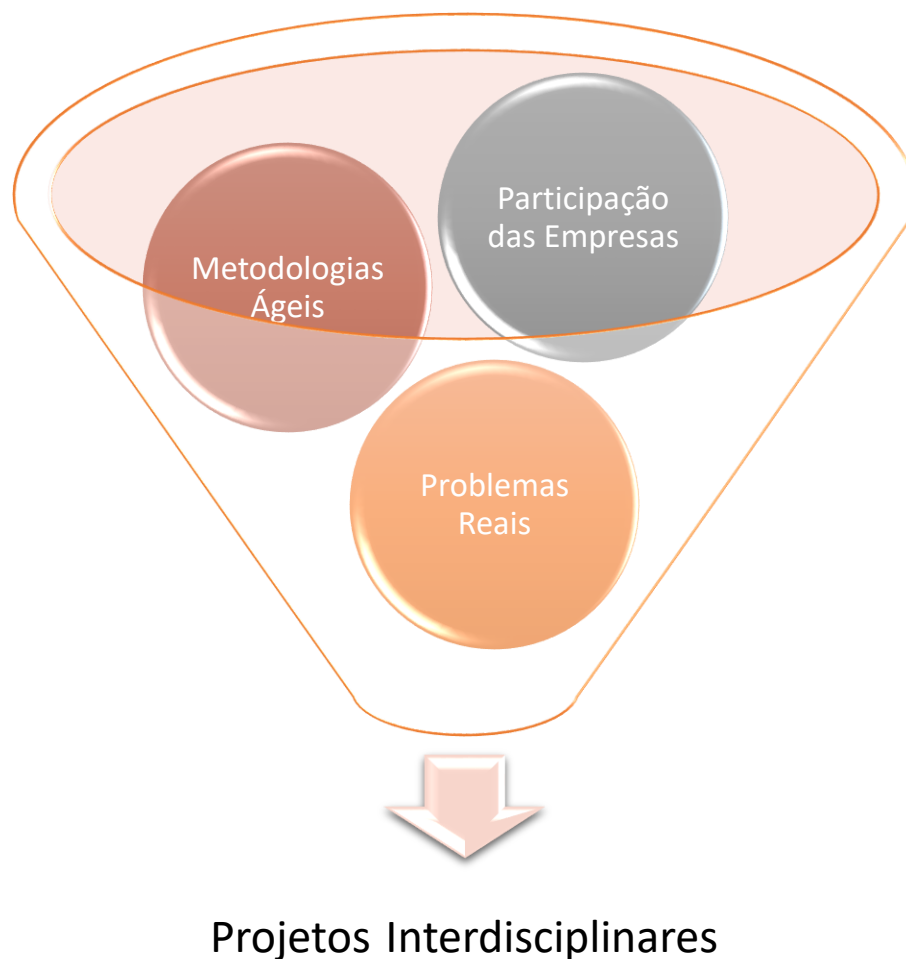 Participação
das Empresas
Metodologias
Ágeis
Problemas
Reais
Projetos Interdisciplinares